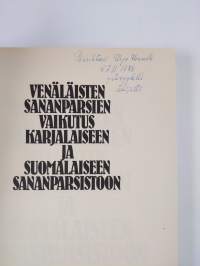 VENÄLÄISTEN
SANANPARSIEN
VAIKUTUS
KARJALAISEEN
JA
SUOMALAISEEN
SANANPARSISTOON